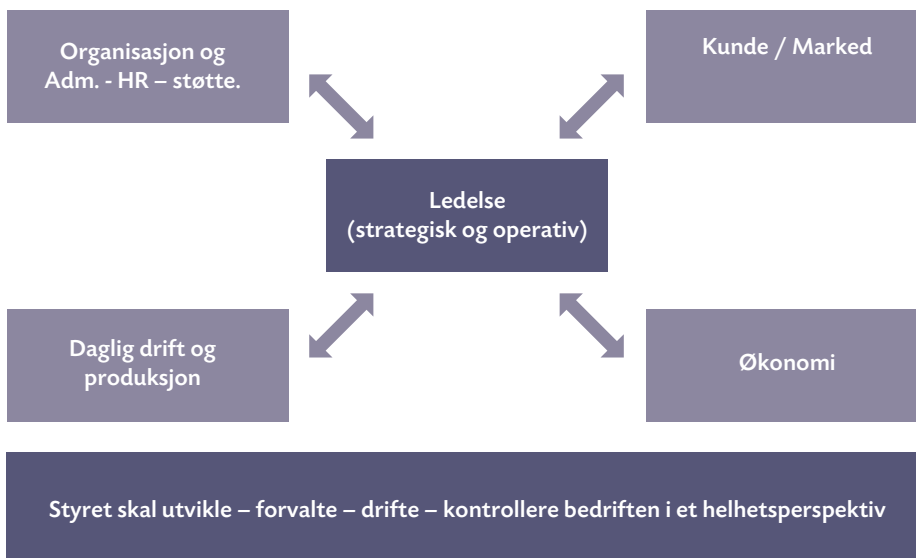 Organisasjon og
Adm. - HR – støtte.
Kunde / Marked
Ledelse
(strategisk og operativ)
Daglig drift og
produksjon
Økonomi
Styret skal utvikle – forvalte – drifte – kontrollere bedriften i et helhetsperspektiv